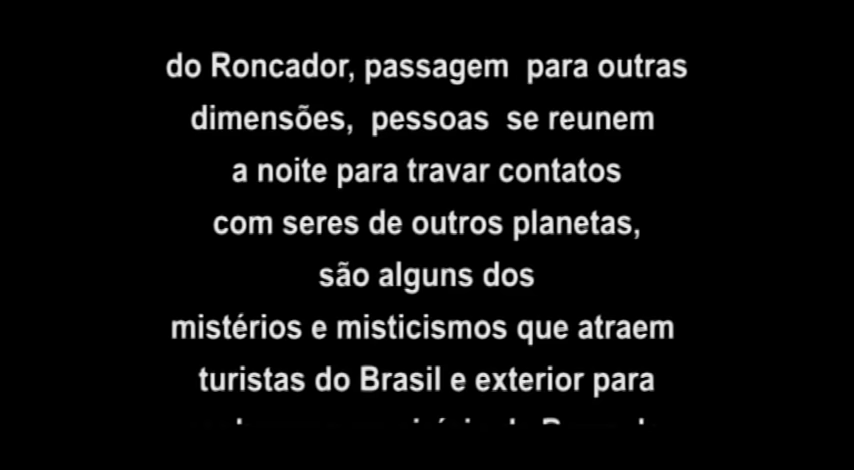 do Roncador, passagem para outras
dimensões, pessoas se reunem
a noite para travar contatos
com seres de outros planetas,
são alguns dos
mistérios e misticismos que atraem
turistas do Brasil e exterior para